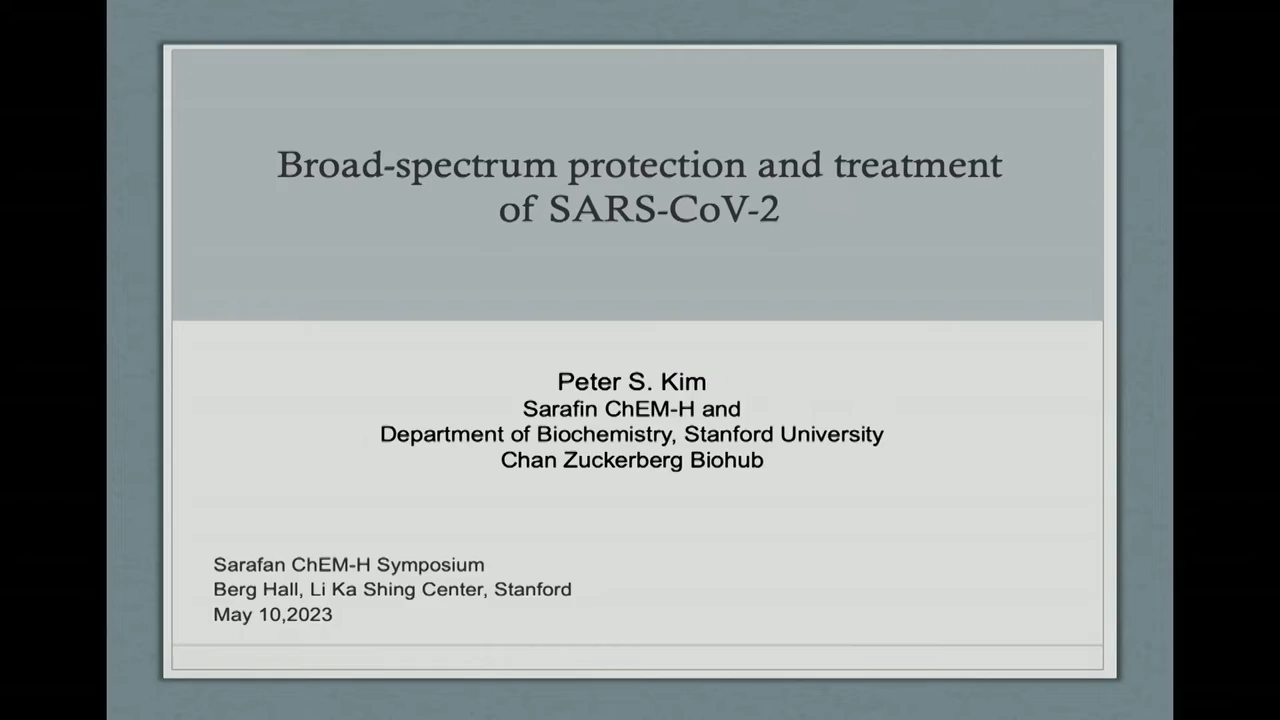 Broad-spectrum protection and treatment
of SARS-CoV-2
Peter S. Kim
Sarafin ChEM-H and
Department of Biochemistry, Stanford University
Chan Zuckerberg Biohub
Sarafan ChEM-H Symposium
Berg Hall, Li Ka Shing Center, Stanford
May 10,2023